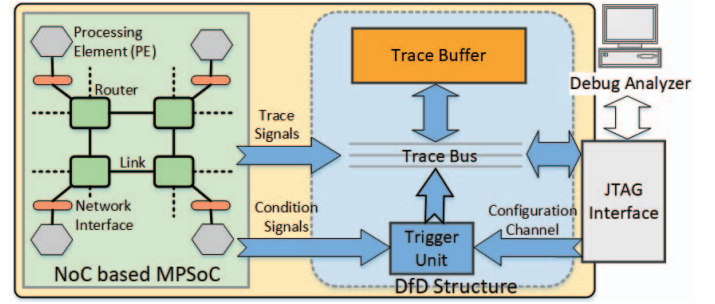 Processing
Element (PE)
Router
Link
Network
Interface
NoC based MPSoC
Trace
Signals
Condition
Signals
Trace Buffer
Trace Bus
Trigger
Unit
Configuration
Channel
DfD Structure
Debug Analyzer
JTAG
Interface